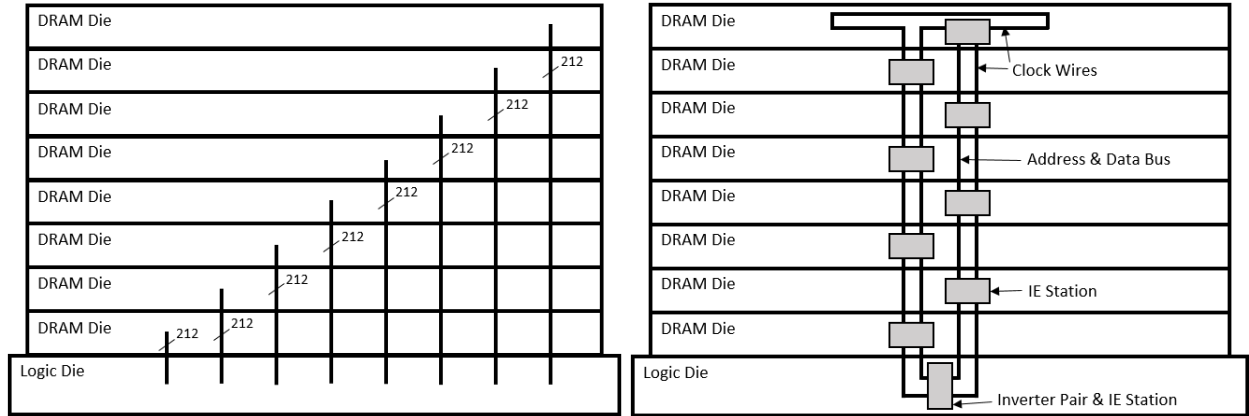 DRAM Die
DRAM Die
212
DRAM Die
212
DRAM Die
212
DRAM Die
212
DRAM Die
212
DRAM Die
212
DRAM Die
212
212
Logic Die
DRAM Die
DRAM Die
Clock Wires
DRAM Die
DRAM Die
Address & Data Bus
DRAM Die
DRAM Die
DRAM Die
IE Station
DRAM Die
Logic Die
Inverter Pair & IE Station